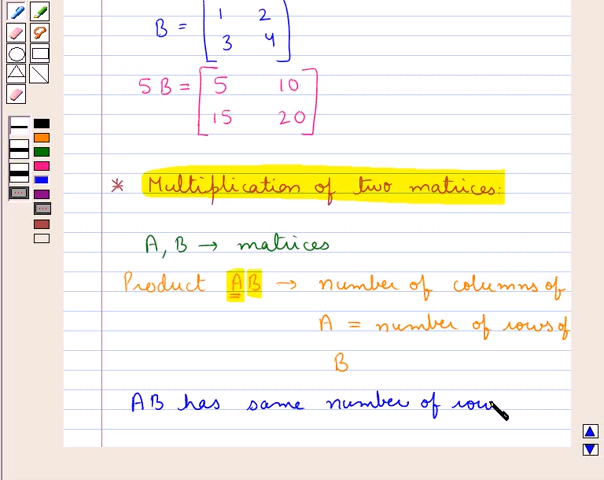 B = [1 2
3 4]
5B = [5 10
15 20]
* Multiplication of two matrices:
A, B → matrices
Product AB → number of columns of
A = number of rows of
B
AB has same number of row